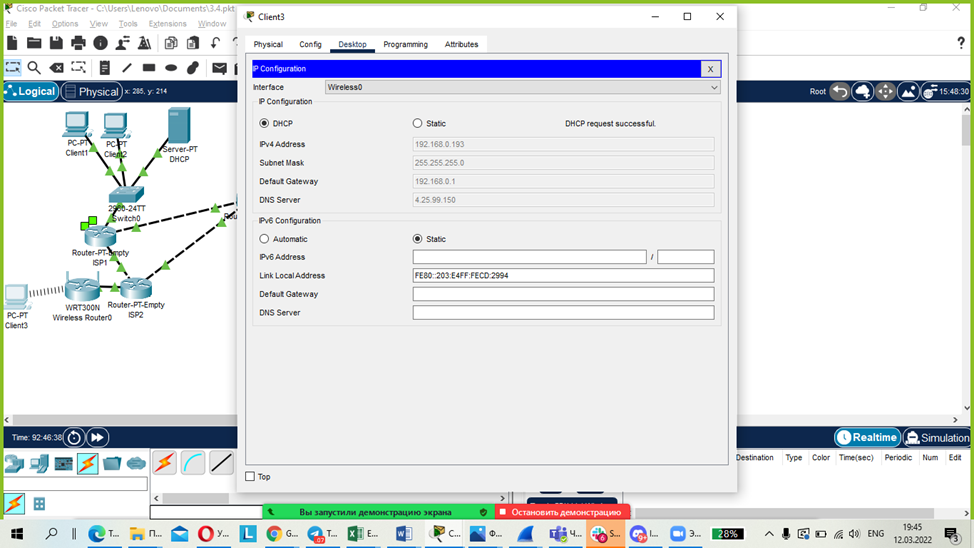 Cisco Packet Tracer - C:\Users\Lenovo\Documents\3.4.pkt
File Edit Options View Tools Extensions Window
Logical Physical x: 285, y: 214
Root 15:48:30
Client3
Physical Config Desktop Programming Attributes
IP Configuration X
Interface Wireless0
IP Configuration
DHCP Static DHCP request successful.
IPv4 Address 192.168.0.193
Subnet Mask 255.255.255.0
Default Gateway 192.168.0.1
DNS Server 4.25.99.150
IPv6 Configuration
Automatic Static
IPv6 Address /
Link Local Address FE80::203:E4FF:FECD:2994
Default Gateway
DNS Server
Top
PC-PT
Client1
PC-PT
Client2
Server-PT
DHCP
2960-24TT
Switch0
Router-PT-Empty
ISP1
PC-PT
Client3
WRT300N
Wireless Router0
Router-PT-Empty
ISP2
Time: 92:46:38
Realtime Simulation
Destination Type Color Time(sec) Periodic Num Edit
Вы запустили демонстрацию экрана Остановить демонстрацию
Т... П... Т... G... Т... E... W... C... Ф... Ч... S... I... З...
28%
ENG
19:45
12.03.2022
3